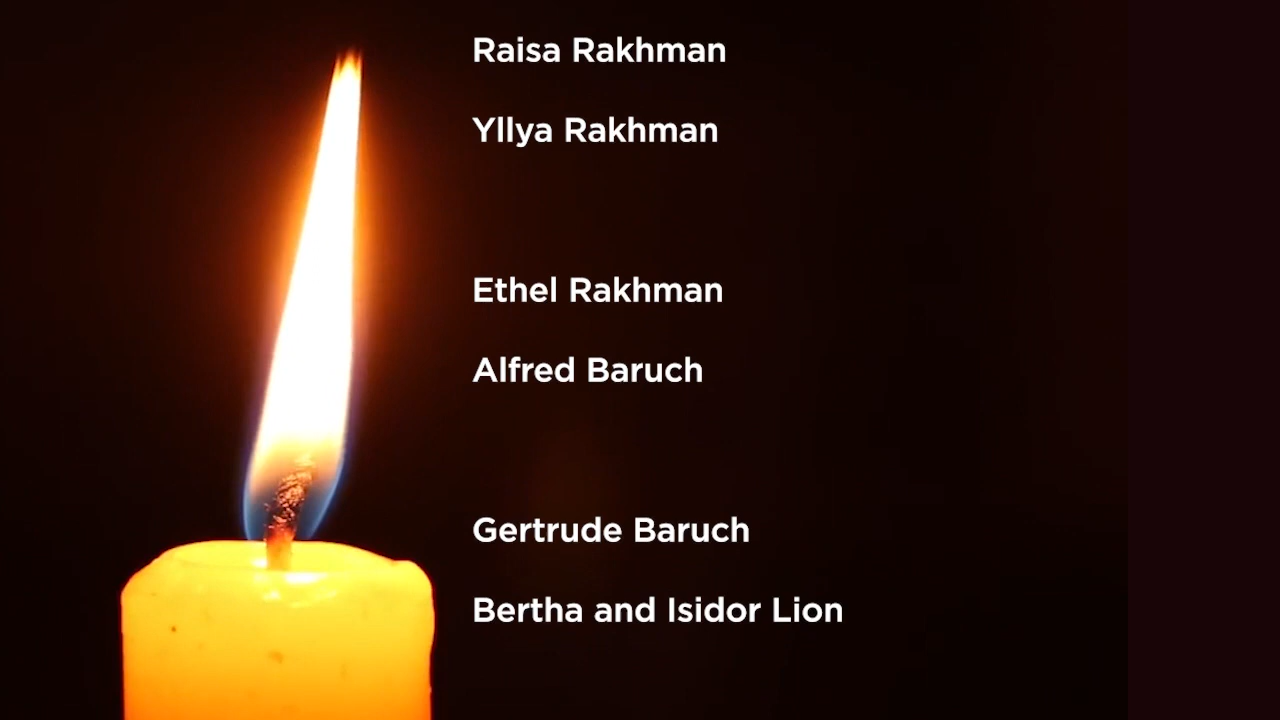 Raisa Rakhman
Yllya Rakhman
Ethel Rakhman
Alfred Baruch
Gertrude Baruch
Bertha and Isidor Lion